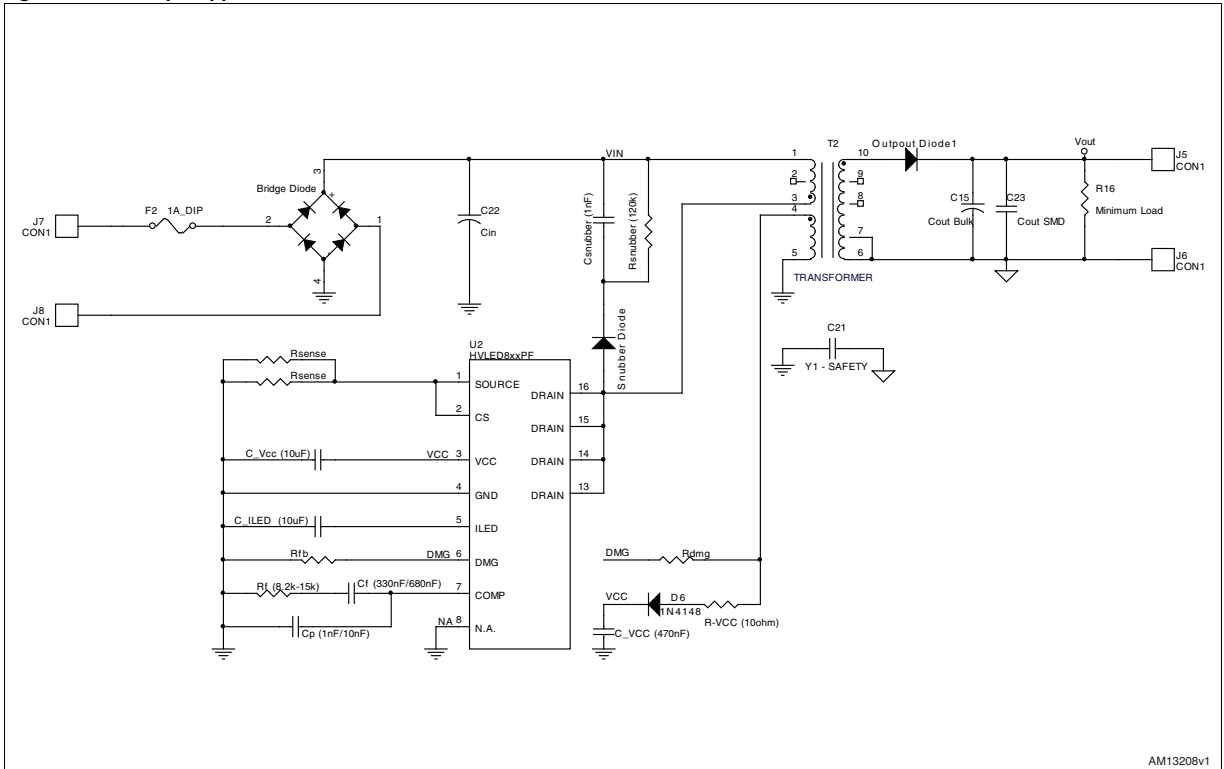 VIN
T2
Outpout Diode1
Vout
J5
CON1
1
2
3
4
5
10
9
8
7
6
TRANSFORMER
C15
Cout Bulk
C23
Cout SMD
R16
Minimum Load
J6
CON1
Bridge Diode
+
3
2
1
4
F2 1A_DIP
J7
CON1
J8
CON1
C22
Cin
Csnubber (1nF)
Rsnubber (120k)
Snubber Diode
C21
Y1 - SAFETY
U2
HVLED8xxPF
Rsense
Rsense
1 SOURCE
2 CS
C_Vcc (10uF) VCC 3 VCC
4 GND
C_ILED (10uF) 5 ILED
Rfb DMG 6 DMG
Rf (8.2k-15k) Cf (330nF/680nF) 7 COMP
Cp (1nF/10nF)
NA 8 N.A.
DRAIN 16
DRAIN 15
DRAIN 14
DRAIN 13
DMG Rdmg
VCC D6
1N4148
R-VCC (10ohm)
C_VCC (470nF)
AM13208v1